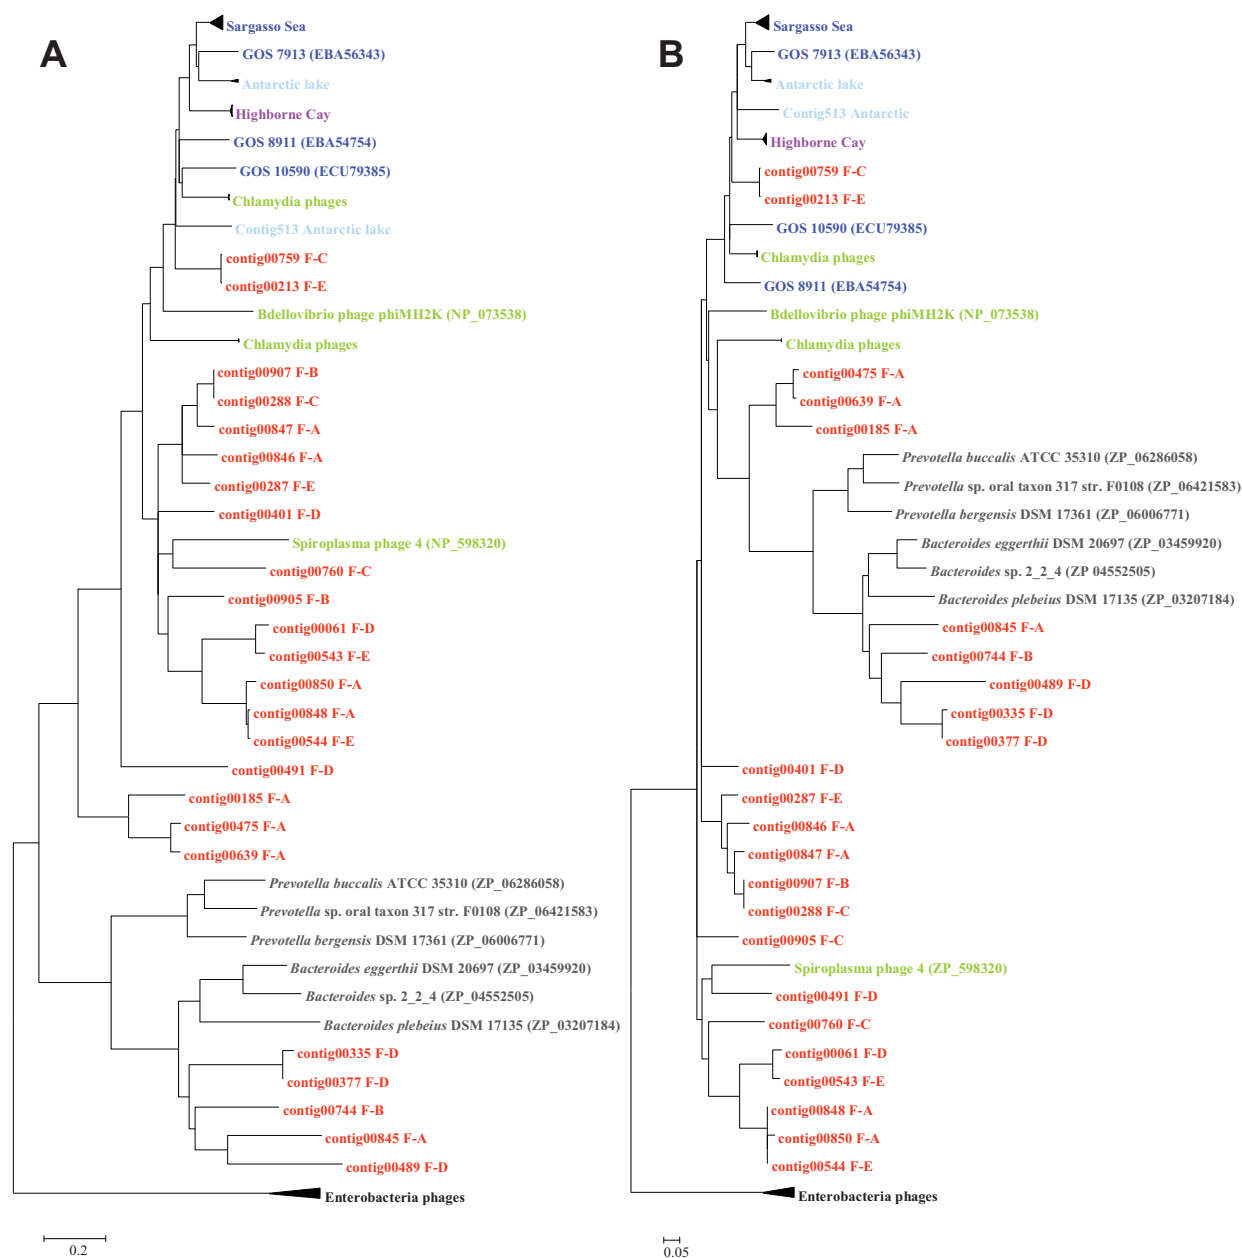 A
Sargasso Sea
GOS 7913 (EBA56343)
Antarctic lake
Highborne Cay
GOS 8911 (EBA54754)
GOS 10590 (ECU79385)
Chlamydia phages
Contig513 Antarctic lake
contig00759 F-C
contig00213 F-E
Bdellovibrio phage phiMH2K (NP_073538)
Chlamydia phages
contig00907 F-B
contig00288 F-C
contig00847 F-A
contig00846 F-A
contig00287 F-E
contig00401 F-D
Spiroplasma phage 4 (NP_598320)
contig00760 F-C
contig00905 F-B
contig00061 F-D
contig00543 F-E
contig00850 F-A
contig00848 F-A
contig00544 F-E
contig00491 F-D
contig00185 F-A
contig00475 F-A
contig00639 F-A
Prevotella buccalis ATCC 35310 (ZP_06286058)
Prevotella sp. oral taxon 317 str. F0108 (ZP_06421583)
Prevotella bergensis DSM 17361 (ZP_06006771)
Bacteroides eggerthii DSM 20697 (ZP_03459920)
Bacteroides sp. 2_2_4 (ZP_04552505)
Bacteroides plebeius DSM 17135 (ZP_03207184)
contig00335 F-D
contig00377 F-D
contig00744 F-B
contig00845 F-A
contig00489 F-D
Enterobacteria phages
0.2
B
Sargasso Sea
GOS 7913 (EBA56343)
Antarctic lake
Contig513 Antarctic
Highborne Cay
contig00759 F-C
contig00213 F-E
GOS 10590 (ECU79385)
Chlamydia phages
GOS 8911 (EBA54754)
Bdellovibrio phage phiMH2K (NP_073538)
Chlamydia phages
contig00475 F-A
contig00639 F-A
contig00185 F-A
Prevotella buccalis ATCC 35310 (ZP_06286058)
Prevotella sp. oral taxon 317 str. F0108 (ZP_06421583)
Prevotella bergensis DSM 17361 (ZP_06006771)
Bacteroides eggerthii DSM 20697 (ZP_03459920)
Bacteroides sp. 2_2_4 (ZP 04552505)
Bacteroides plebeius DSM 17135 (ZP_03207184)
contig00845 F-A
contig00744 F-B
contig00489 F-D
contig00335 F-D
contig00377 F-D
contig00401 F-D
contig00287 F-E
contig00846 F-A
contig00847 F-A
contig00907 F-B
contig00288 F-C
contig00905 F-C
Spiroplasma phage 4 (ZP_598320)
contig00491 F-D
contig00760 F-C
contig00061 F-D
contig00543 F-E
contig00848 F-A
contig00850 F-A
contig00544 F-E
Enterobacteria phages
0.05